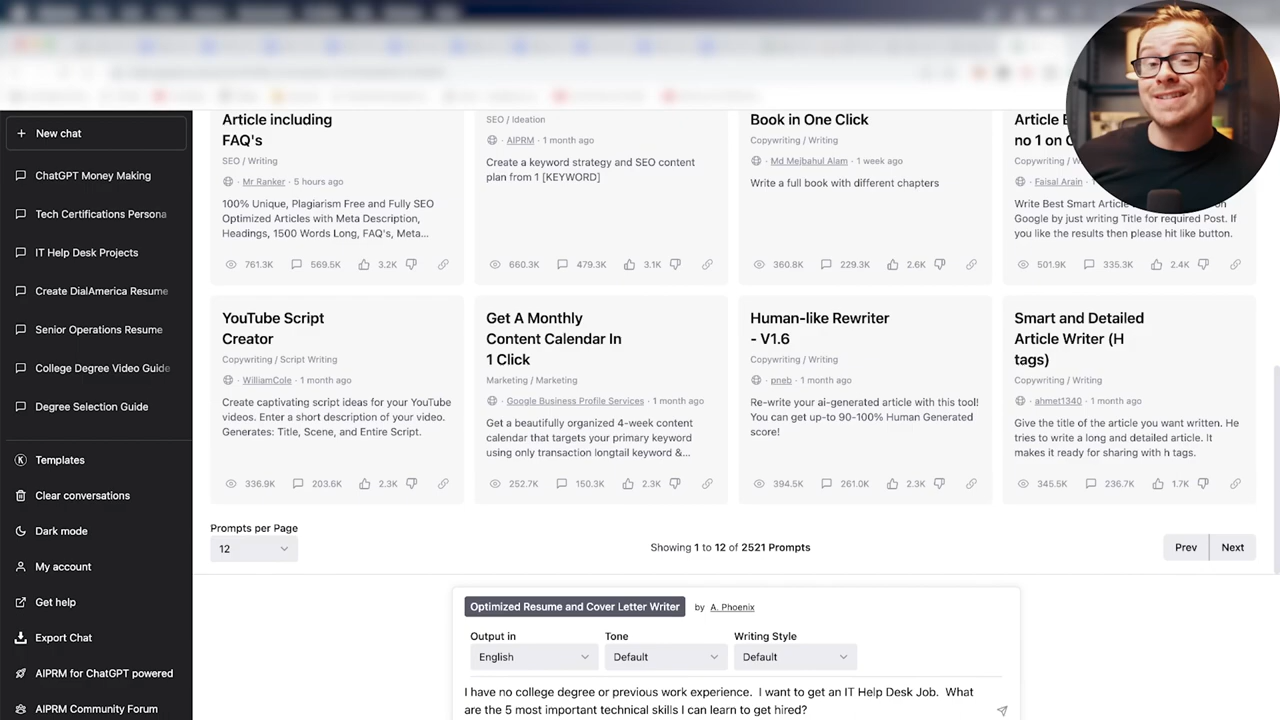 New chat
ChatGPT Money Making
Tech Certifications Persona
IT Help Desk Projects
Create DialAmerica Resume
Senior Operations Resume
College Degree Video Guide
Degree Selection Guide
Templates
Clear conversations
Dark mode
My account
Get help
Export Chat
AIPRM for ChatGPT powered
AIPRM Community Forum
Article including
FAQ's
SEO / Writing
· Mr Ranker · 5 hours ago
100% Unique, Plagiarism Free and Fully SEO
Optimized Articles with Meta Description,
Headings, 1500 Words Long, FAQ's, Meta...
761.3K 569.5K 3.2K
SEO / Ideation
· AIPRM · 1 month ago
Create a keyword strategy and SEO content
plan from 1 [KEYWORD]
660.3K 479.3K 3.1K
Book in One Click
Copywriting / Writing
· Md Mejbahul Alam · 1 week ago
Write a full book with different chapters
360.8K 229.3K 2.6K
Article
no 1 on
Copywriting /
· Faisal Arain ·
Write Best Smart Article
Google by just writing Title for required Post. If
you like the results then please hit like button.
501.9K 335.3K 2.4K
YouTube Script
Creator
Copywriting / Script Writing
· WilliamCole · 1 month ago
Create captivating script ideas for your YouTube
videos. Enter a short description of your video.
Generates: Title, Scene, and Entire Script.
336.9K 203.6K 2.3K
Get A Monthly
Content Calendar In
1 Click
Marketing / Marketing
· Google Business Profile Services · 1 month ago
Get a beautifully organized 4-week content
calendar that targets your primary keyword
using only transaction longtail keyword &...
252.7K 150.3K 2.3K
Human-like Rewriter
- V1.6
Copywriting / Writing
· pneb · 1 month ago
Re-write your ai-generated article with this tool!
You can get up-to 90-100% Human Generated
score!
394.5K 261.0K 2.3K
Smart and Detailed
Article Writer (H
tags)
Copywriting / Writing
· ahmet1340 · 1 month ago
Give the title of the article you want written. He
tries to write a long and detailed article. It
makes it ready for sharing with h tags.
345.5K 236.7K 1.7K
Prompts per Page
12
Showing 1 to 12 of 2521 Prompts
Prev Next
Optimized Resume and Cover Letter Writer by A. Phoenix
Output in Tone Writing Style
English Default Default
I have no college degree or previous work experience. I want to get an IT Help Desk Job. What
are the 5 most important technical skills I can learn to get hired?